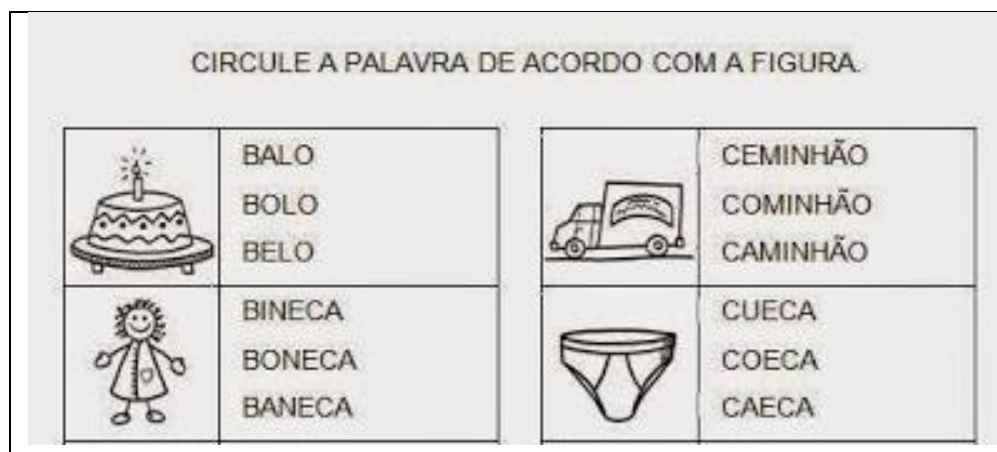 CIRCULE A PALAVRA DE ACORDO COM A FIGURA.
BALO
BOLO
BELO
CEMINHÃO
COMINHÃO
CAMINHÃO
BINECA
BONECA
BANECA
CUECA
COECA
CAECA